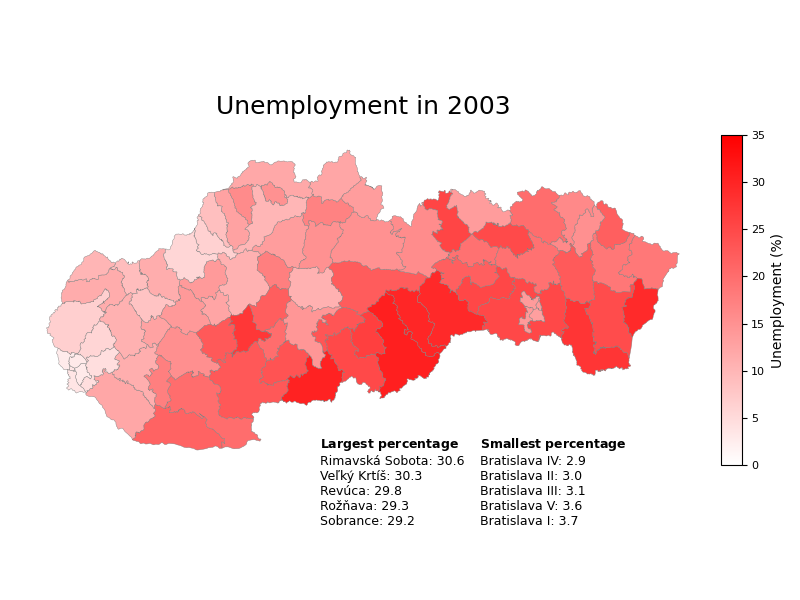 Unemployment in 2003
35
30
25
20
15
10
5
0
Unemployment (%)
Largest percentage
Rimavská Sobota: 30.6
Veľký Krtíš: 30.3
Revúca: 29.8
Rožňava: 29.3
Sobrance: 29.2
Smallest percentage
Bratislava IV: 2.9
Bratislava II: 3.0
Bratislava III: 3.1
Bratislava V: 3.6
Bratislava I: 3.7